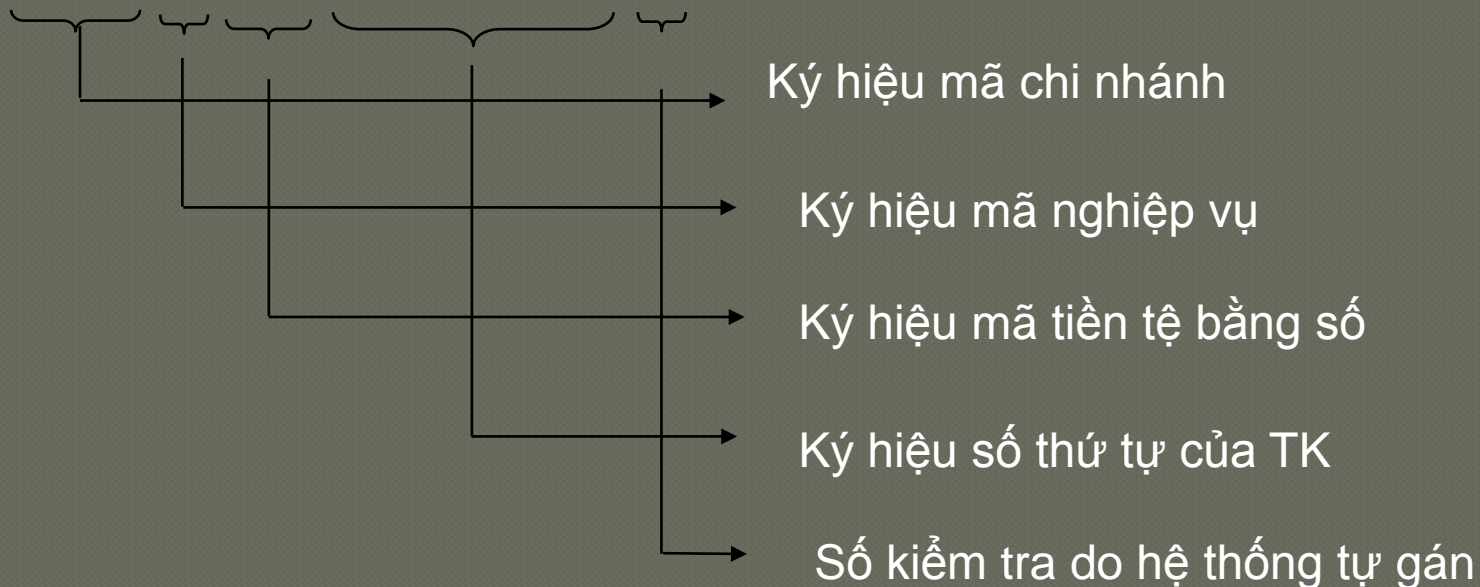 Ký hiệu mã chi nhánh
Ký hiệu mã nghiệp vụ
Ký hiệu mã tiền tệ bằng số
Ký hiệu số thứ tự của TK
Số kiểm tra do hệ thống tự gán